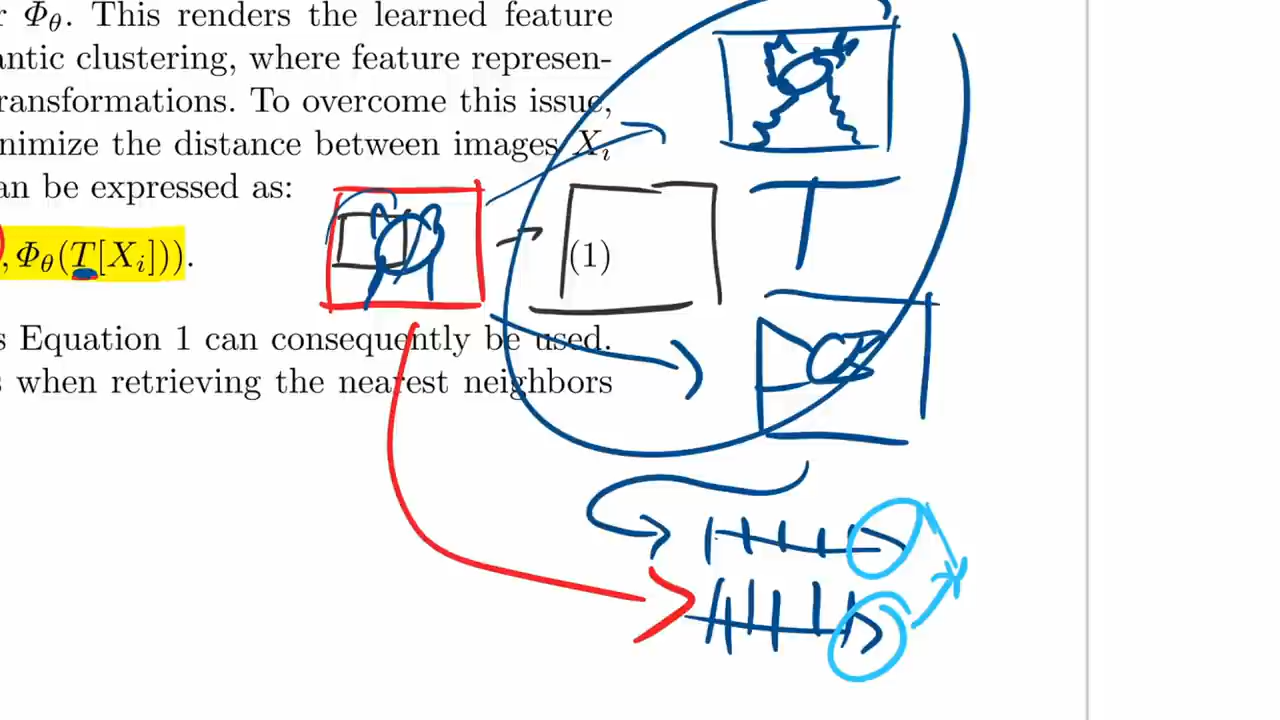 r Φθ. This renders the learned feature
antic clustering, where feature represen-
ransformations. To overcome this issue,
nimize the distance between images Xi
an be expressed as:
, Φθ(T[Xi])). (1)
s Equation 1 can consequently be used.
s when retrieving the nearest neighbors